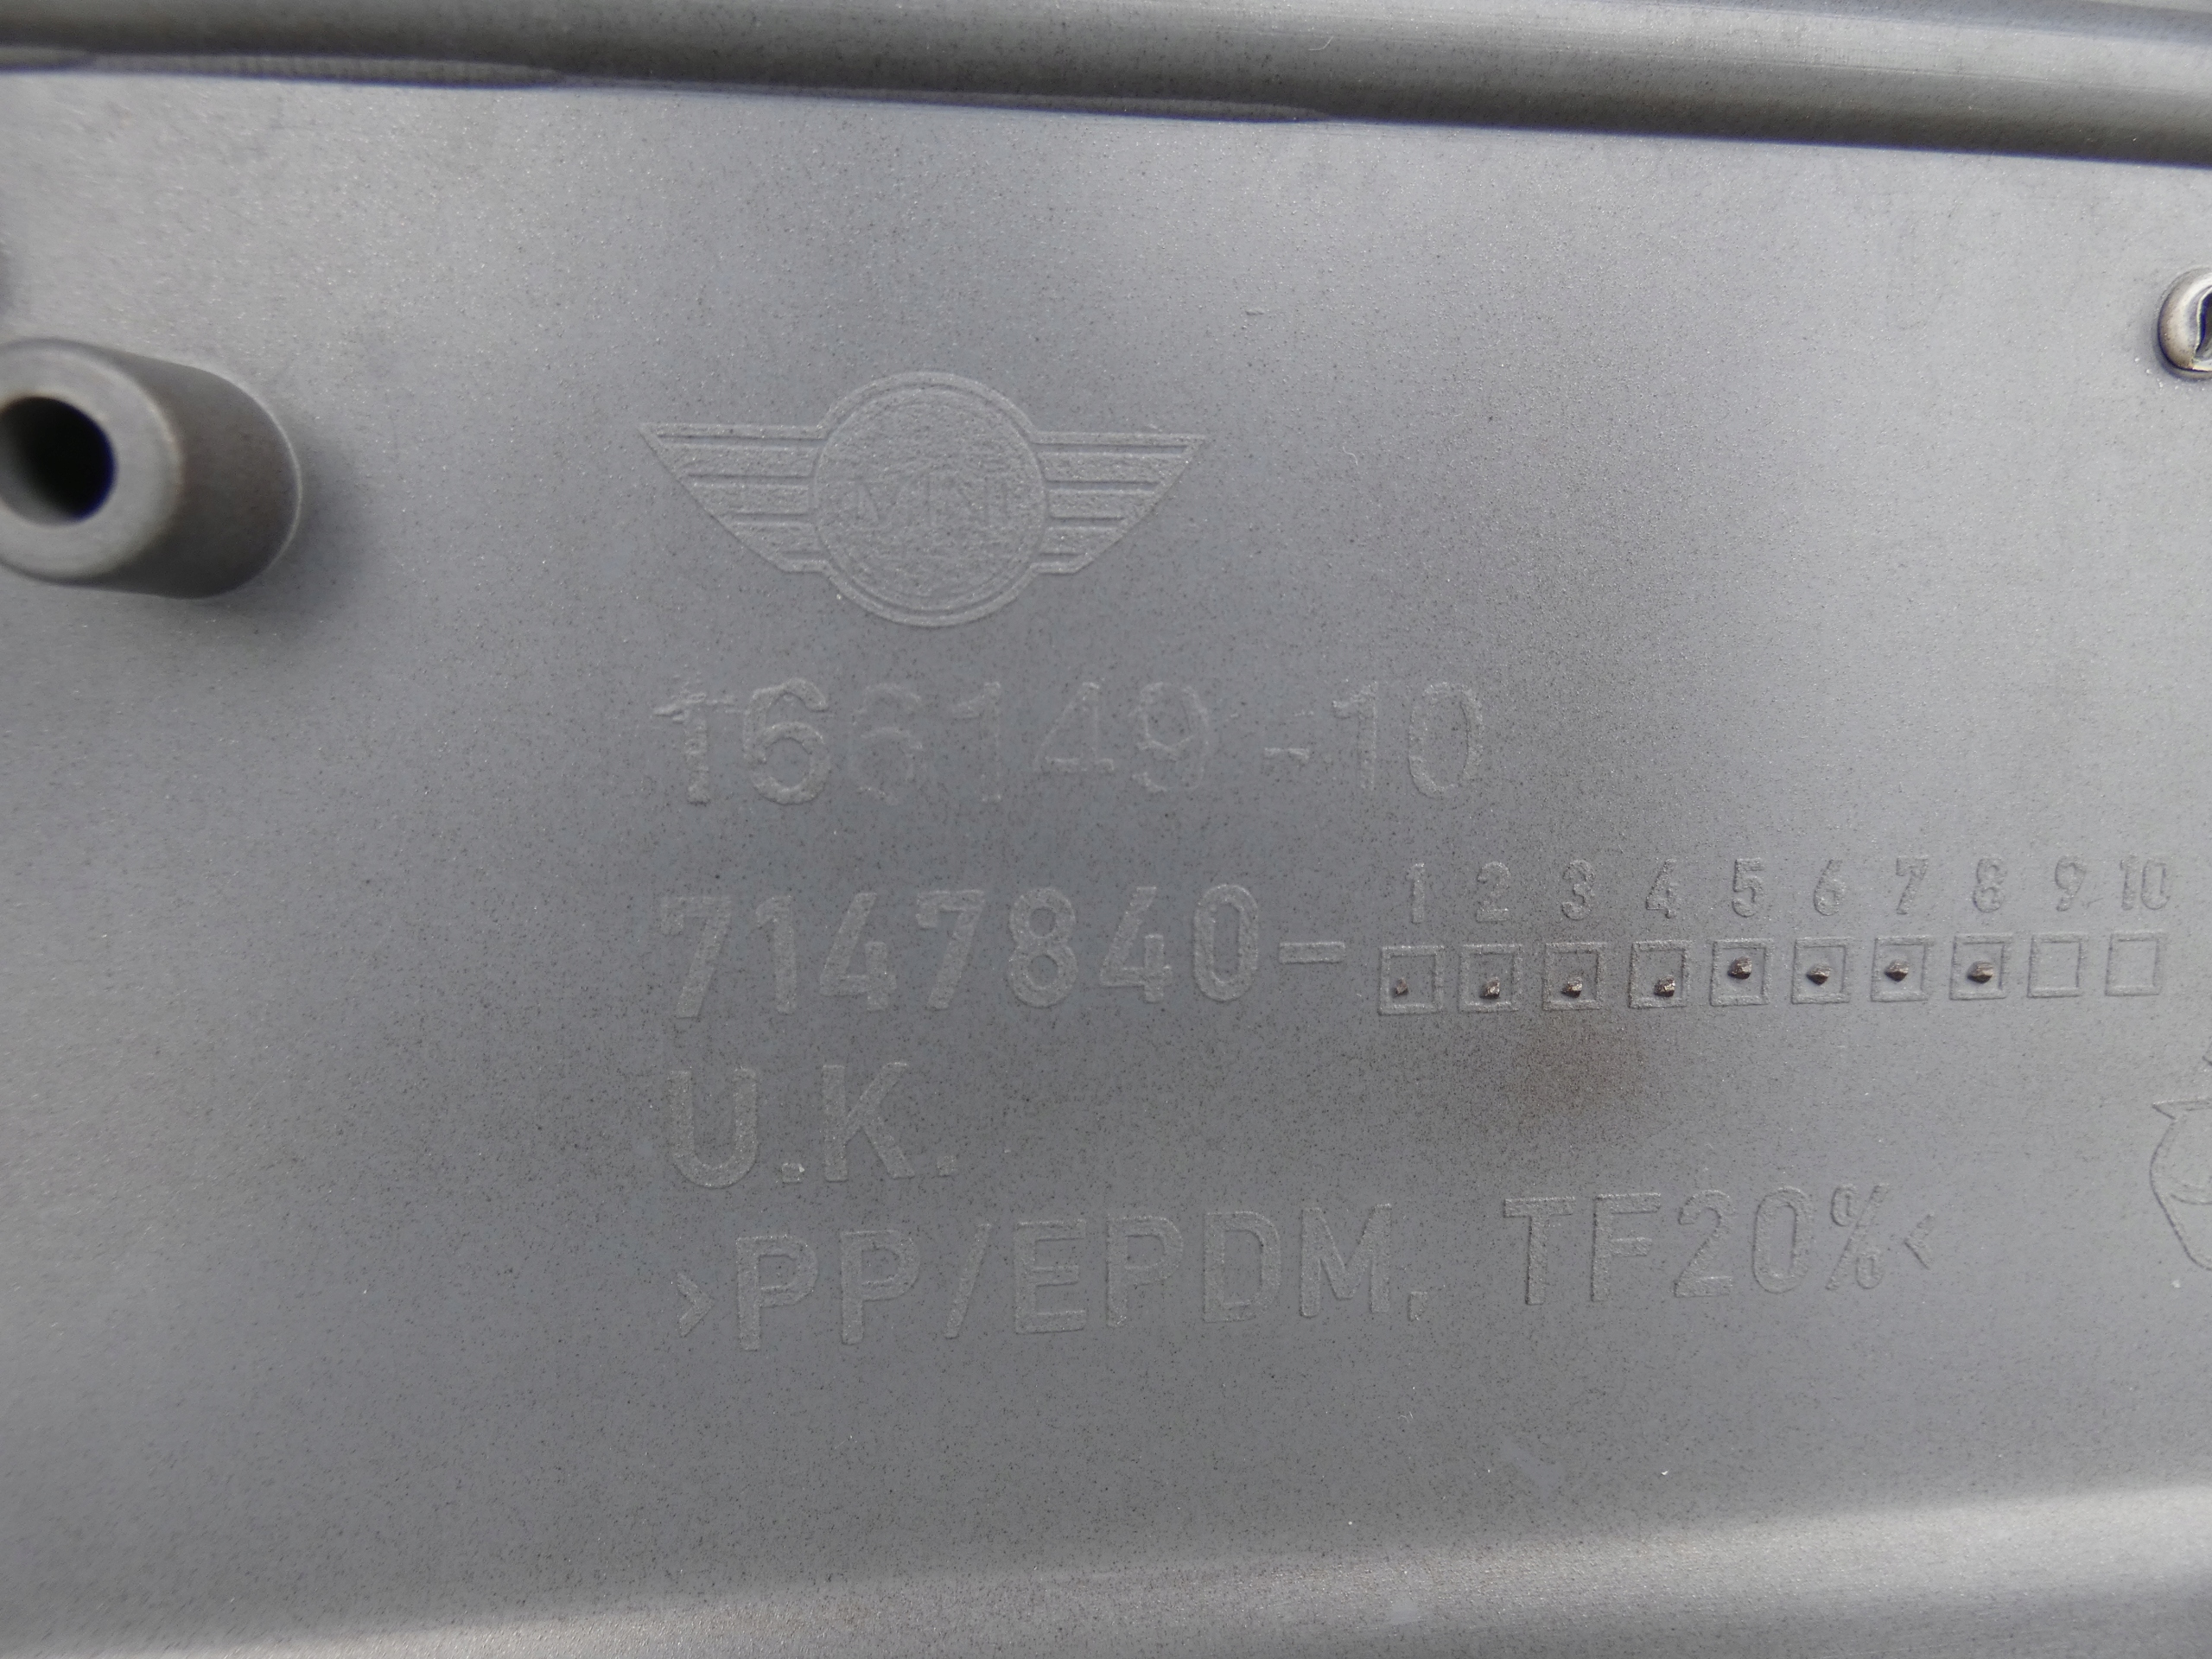 MINI
166149-10
1 2 3 4 5 6 7 8 9 10
7147840-
U.K.
>PP/EPDM, TF20%<